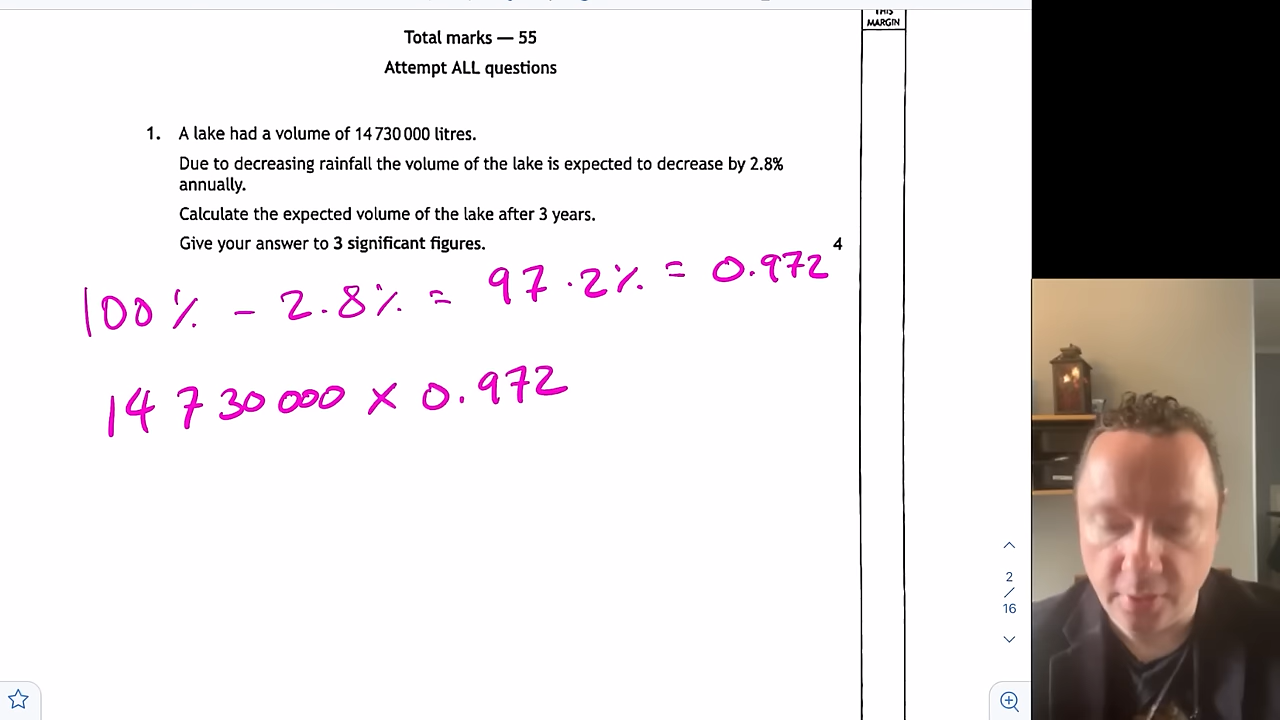 THIS
MARGIN
Total marks — 55
Attempt ALL questions
1. A lake had a volume of 14 730 000 litres.
Due to decreasing rainfall the volume of the lake is expected to decrease by 2.8%
annually.
Calculate the expected volume of the lake after 3 years.
Give your answer to 3 significant figures. 4
100% - 2.8% = 97.2% = 0.972
14 730 000 x 0.972
2
/
16